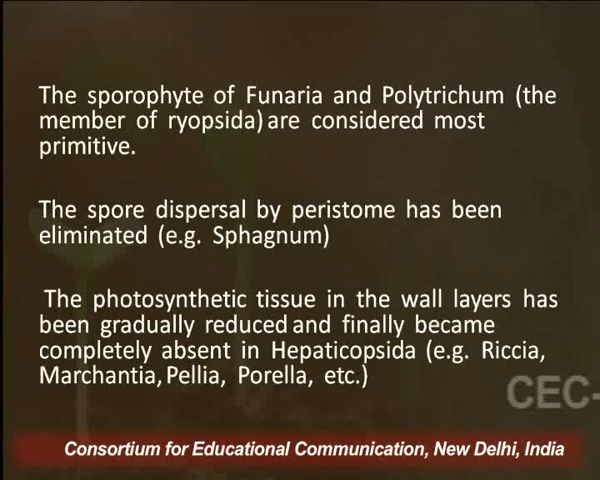 The sporophyte of Funaria and Polytrichum (the
member of ryopsida) are considered most
primitive.
The spore dispersal by peristome has been
eliminated (e.g. Sphagnum)
The photosynthetic tissue in the wall layers has
been gradually reduced and finally became
completely absent in Hepaticopsida (e.g. Riccia,
Marchantia, Pellia, Porella, etc.)
CEC-
Consortium for Educational Communication, New Delhi, India